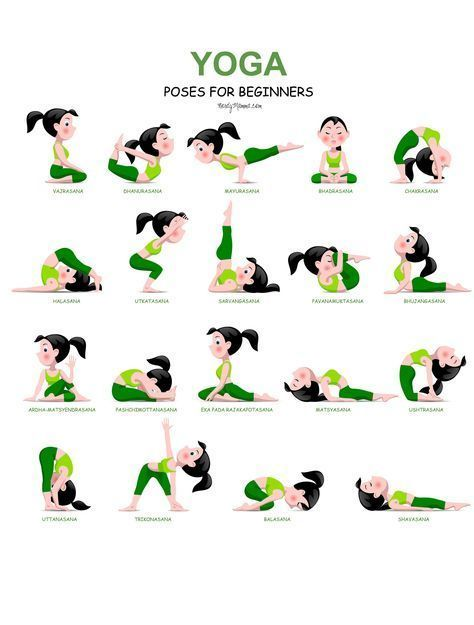 YOGA
POSES FOR BEGINNERS
VAJRASANA
DHANURASANA
MAYURASANA
BHADRASANA
CHAKRASANA
HALASANA
UTKATASANA
SARVANGASANA
PAVANAMUKTASANA
BHUJANGASANA
ARDHA-MATSYENDRASANA
PASHCHIMOTTANASANA
EKA PADA RAJAKAPOTASANA
MATSYASANA
USHTRASANA
UTTANASANA
TRIKONASANA
BALASANA
SHAVASANA